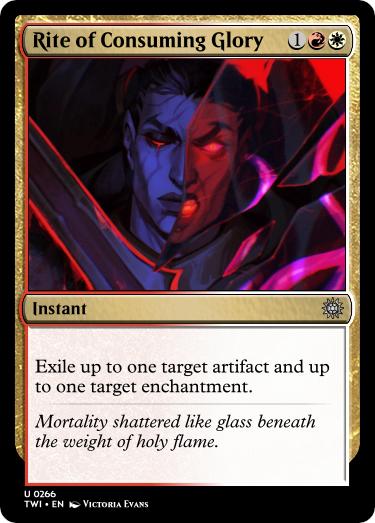 Rite of Consuming Glory 1
Instant
Exile up to one target artifact and up
to one target enchantment.
Mortality shattered like glass beneath
the weight of holy flame.
U 0266
TWI • EN Victoria Evans